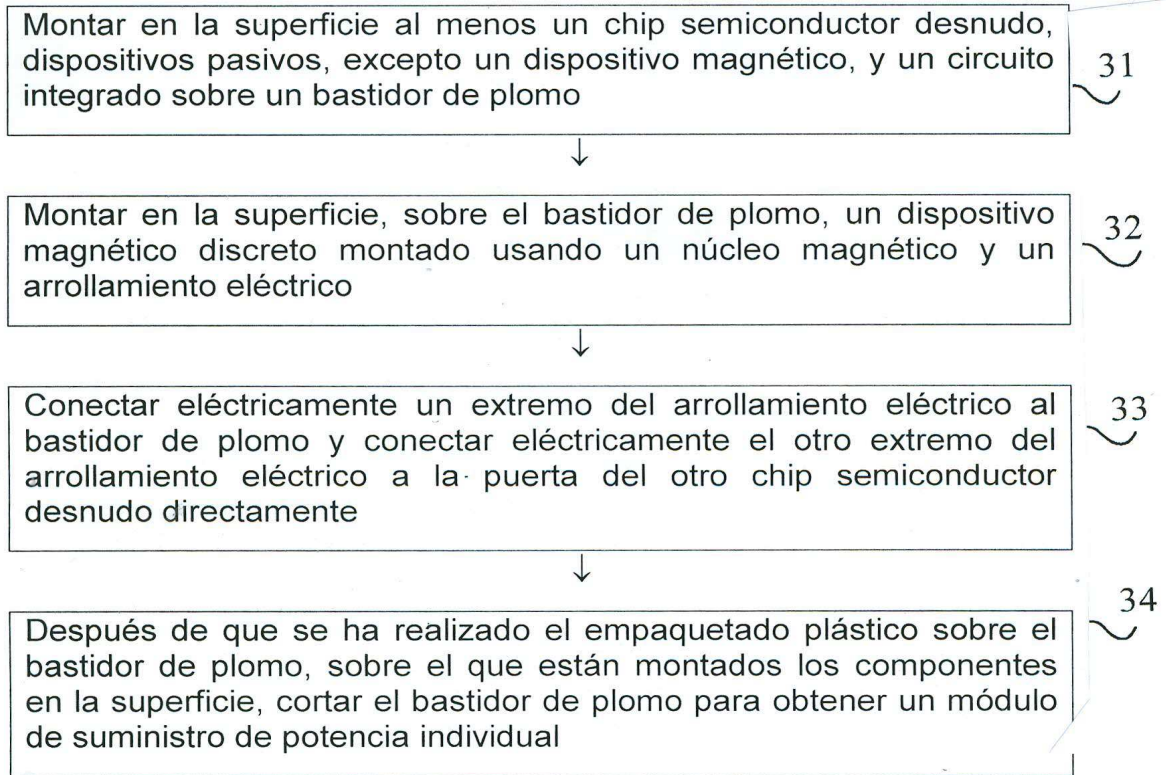 Montar en la superficie al menos un chip semiconductor desnudo,
dispositivos pasivos, excepto un dispositivo magnético, y un circuito
integrado sobre un bastidor de plomo
31
Montar en la superficie, sobre el bastidor de plomo, un dispositivo
magnético discreto montado usando un núcleo magnético y un
arrollamiento eléctrico
32
Conectar eléctricamente un extremo del arrollamiento eléctrico al
bastidor de plomo y conectar eléctricamente el otro extremo del
arrollamiento eléctrico a la puerta del otro chip semiconductor
desnudo directamente
33
Después de que se ha realizado el empaquetado plástico sobre el
bastidor de plomo, sobre el que están montados los componentes
en la superficie, cortar el bastidor de plomo para obtener un módulo
de suministro de potencia individual
34